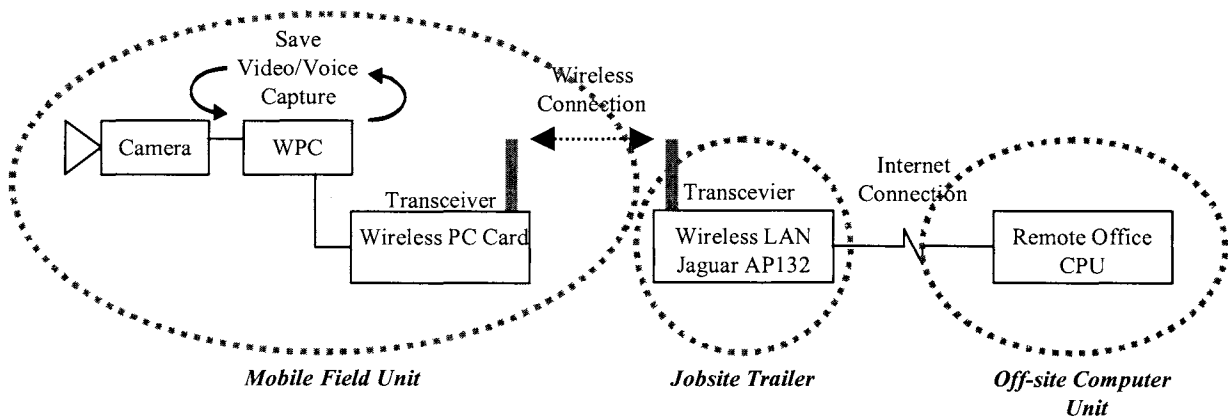 Save
Video/Voice
Capture
Wireless
Connection
Camera
WPC
Transceiver
Wireless PC Card
Transcevier
Wireless LAN
Jaguar AP132
Internet
Connection
Remote Office
CPU
Mobile Field Unit
Jobsite Trailer
Off-site Computer
Unit